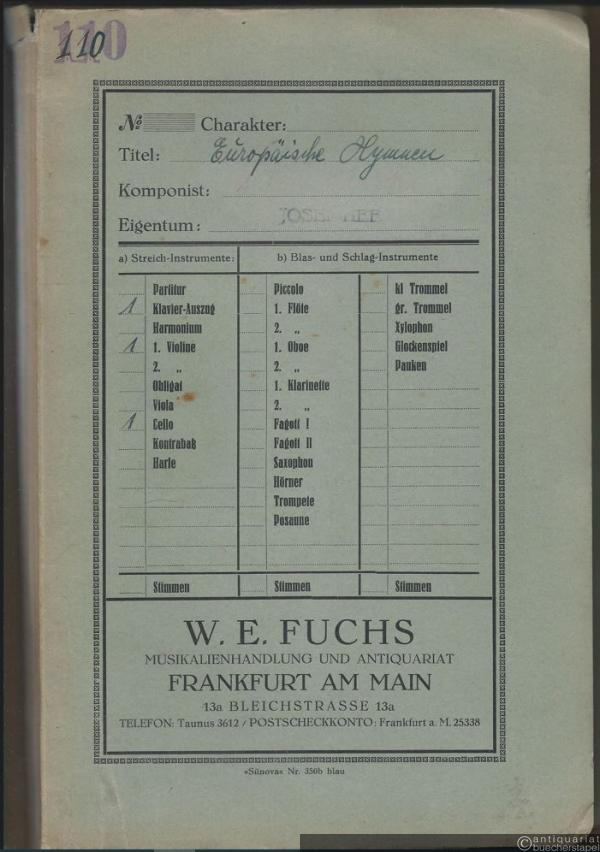 110
№ Charakter:
Titel: Europäische Hymnen
Komponist:
Eigentum:
a) Streich-Instrumente:
b) Blas- und Schlag-Instrumente
Partitur
1 Klavier-Auszug
Harmonium
1 1. Violine
2. „
Obligat
Viola
1 Cello
Kontrabaß
Harfe
Stimmen
Piccolo
1. Flöte
2. „
1. Oboe
2. „
1. Klarinette
2. „
Fagott I
Fagott II
Saxophon
Hörner
Trompete
Posaune
Stimmen
kl Trommel
gr. Trommel
Xylophon
Glockenspiel
Pauken
Stimmen
W. E. FUCHS
MUSIKALIENHANDLUNG UND ANTIQUARIAT
FRANKFURT AM MAIN
13a BLEICHSTRASSE 13a
TELEFON: Taunus 3612 / POSTSCHECKKONTO: Frankfurt a. M. 25338
«Sünova» Nr. 350b blau
©antiquariat
buecherstapel